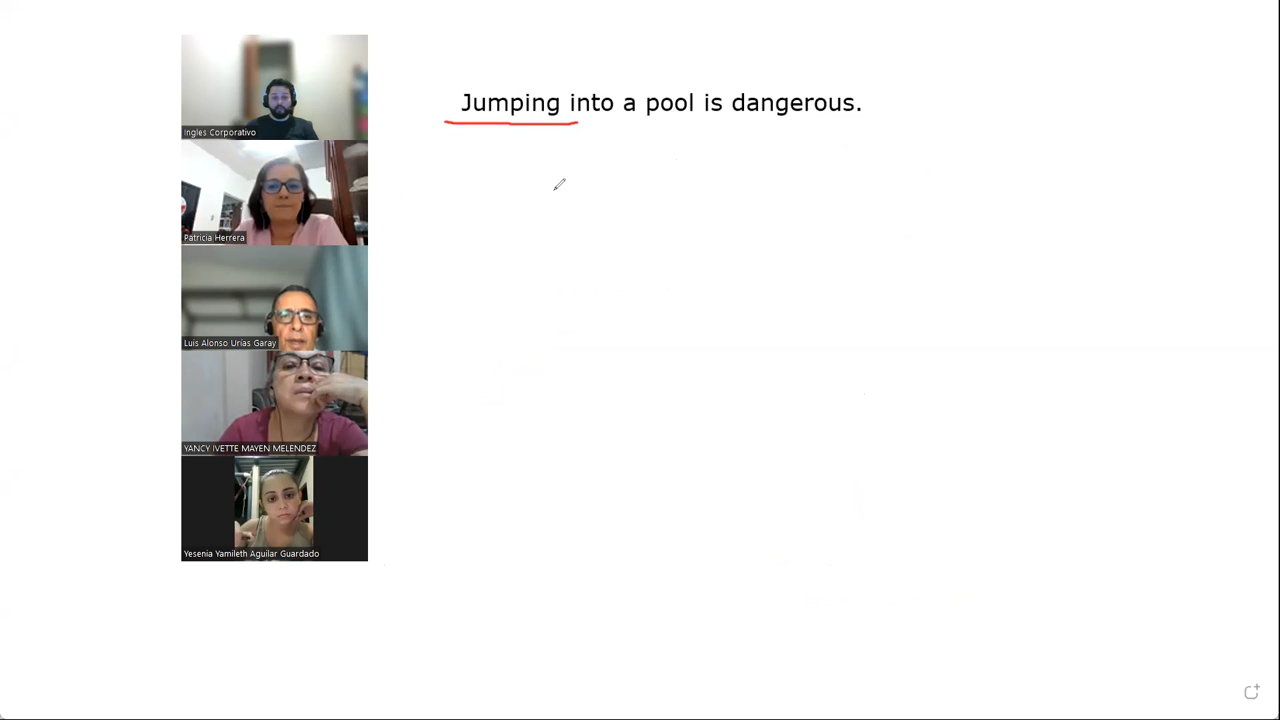 Jumping into a pool is dangerous.
Ingles Corporativo
Patricia Herrera
Luis Alonso Urías Garay
YANCY IVETTE MAYEN MELENDEZ
Yesenia Yamileth Aguilar Guardado